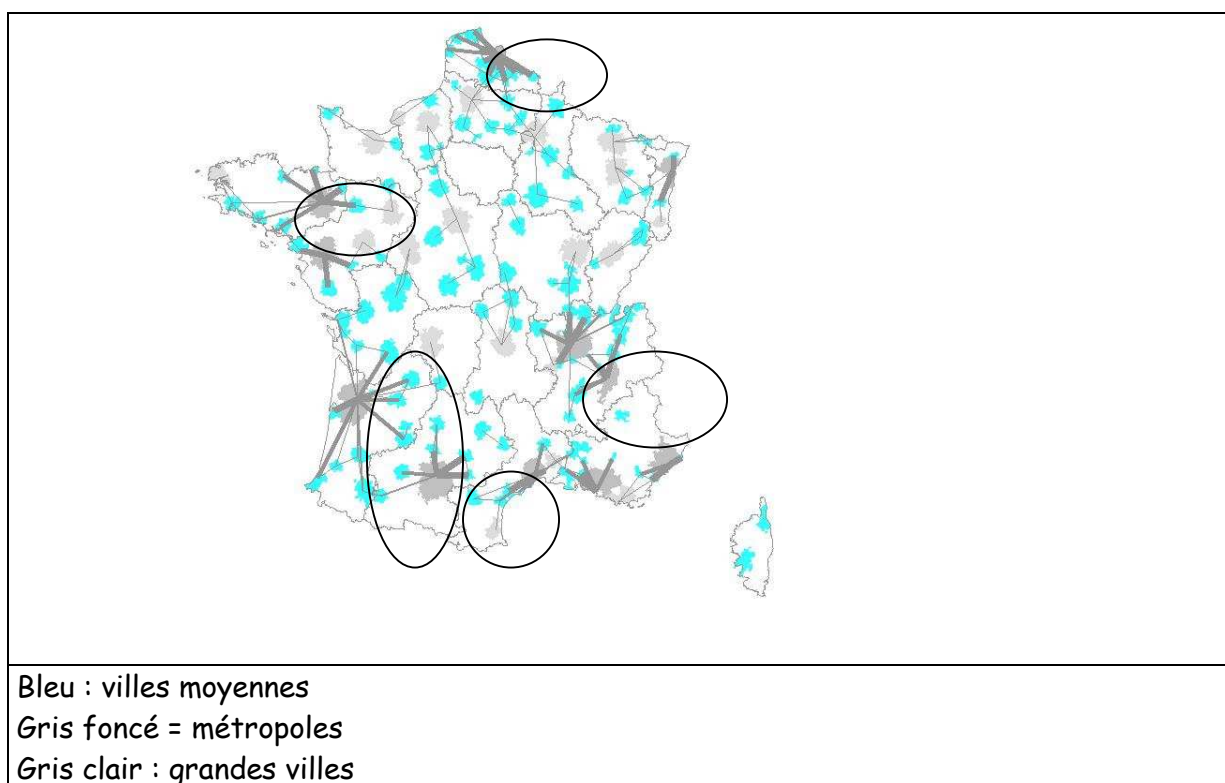 Bleu : villes moyennes
Gris foncé = métropoles
Gris clair : grandes villes